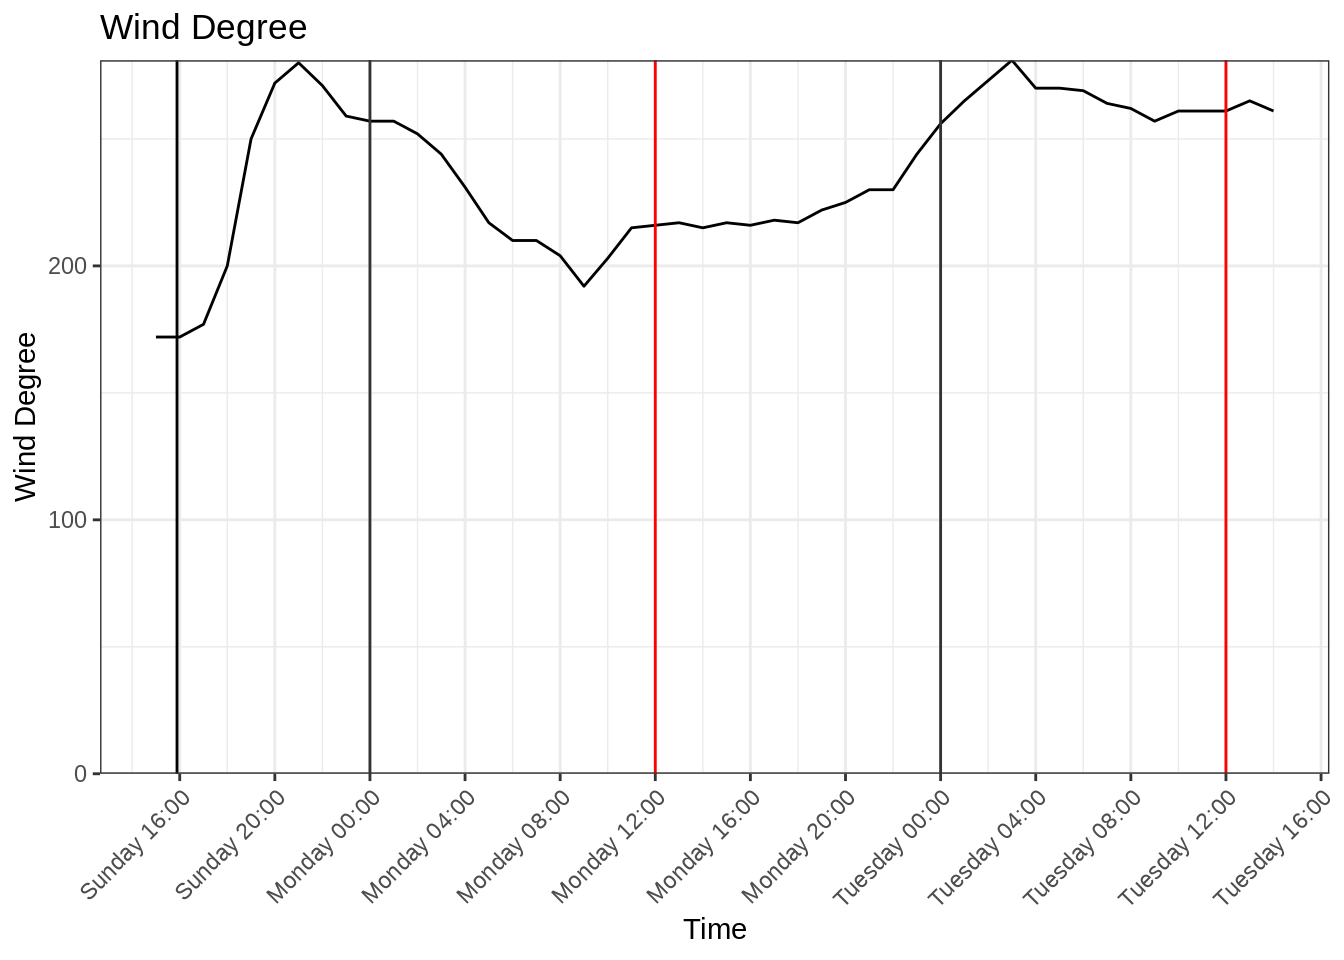 Wind Degree
Wind Degree
200
100
0
Sunday 16:00
Sunday 20:00
Monday 00:00
Monday 04:00
Monday 08:00
Monday 12:00
Monday 16:00
Monday 20:00
Tuesday 00:00
Tuesday 04:00
Tuesday 08:00
Tuesday 12:00
Tuesday 16:00
Time